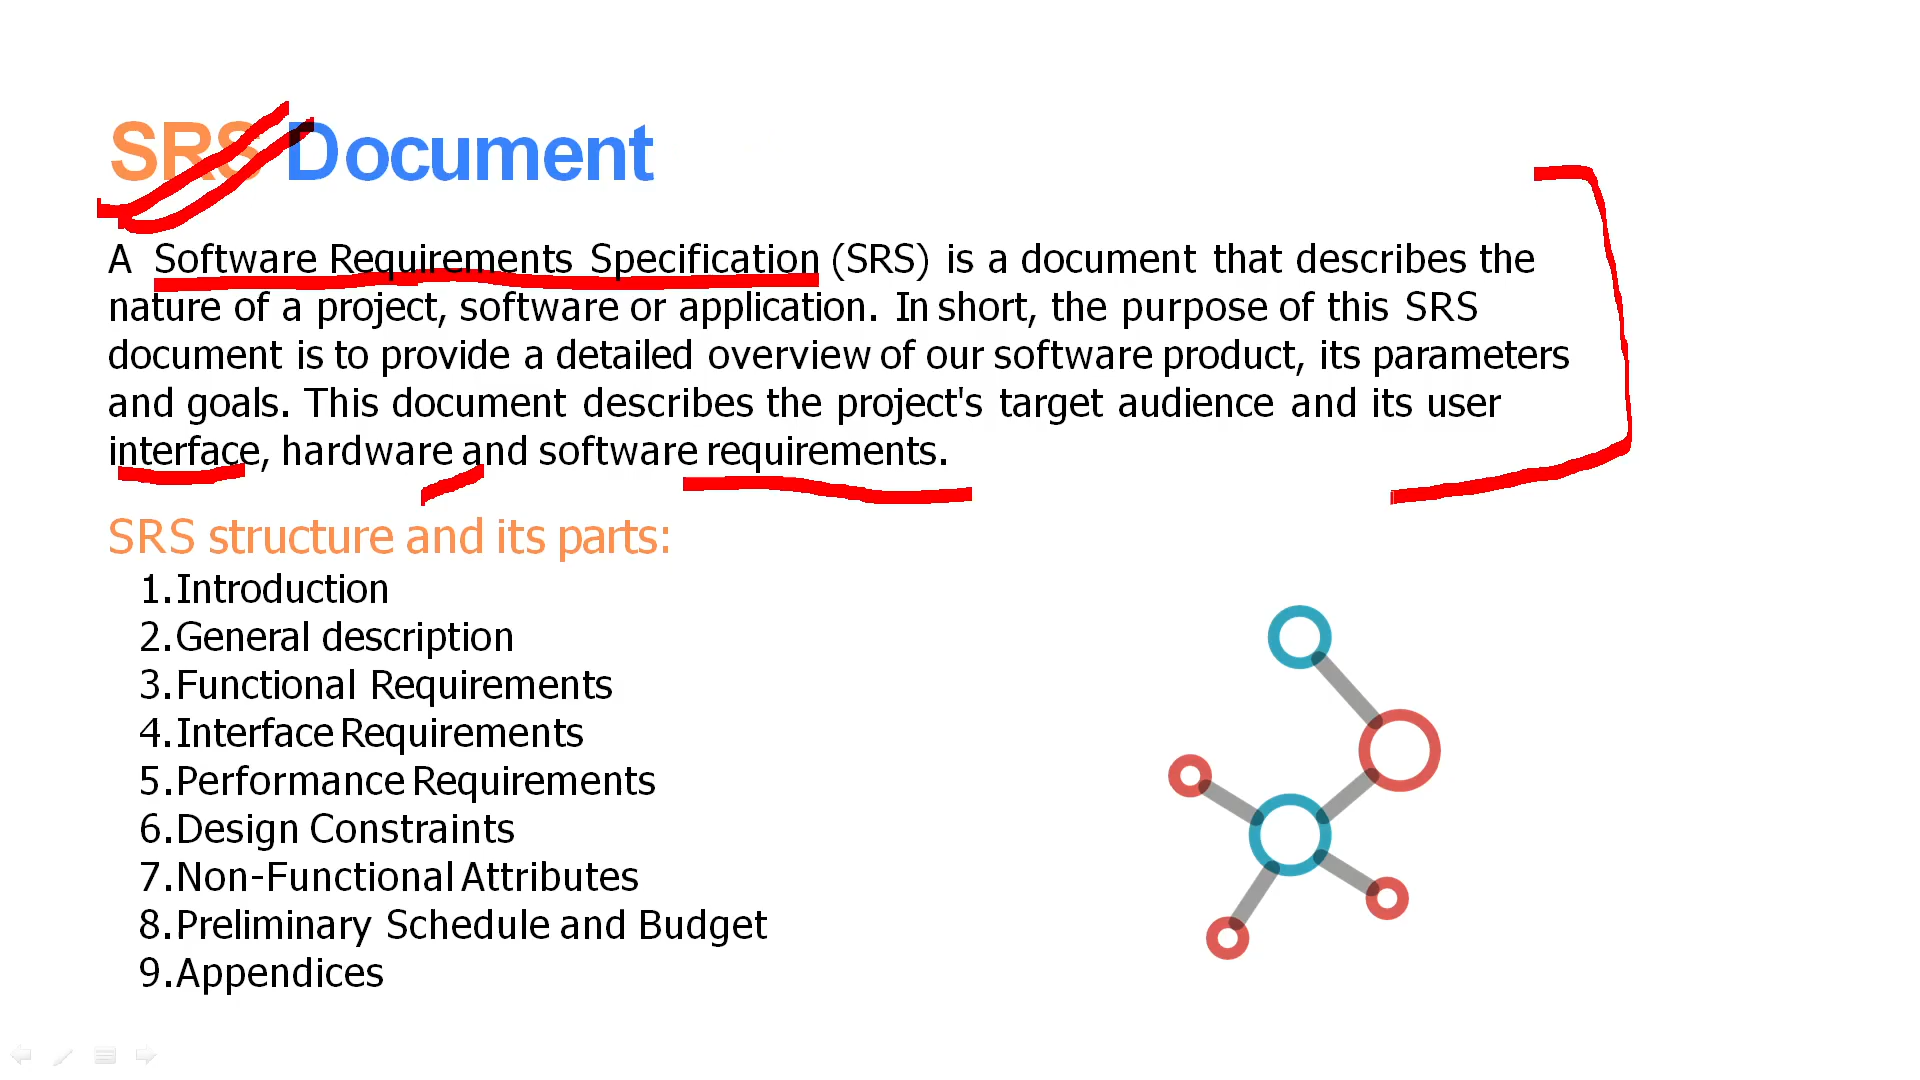 SRS Document
A Software Requirements Specification (SRS) is a document that describes the
nature of a project, software or application. In short, the purpose of this SRS
document is to provide a detailed overview of our software product, its parameters
and goals. This document describes the project's target audience and its user
interface, hardware and software requirements.
SRS structure and its parts:
1.Introduction
2.General description
3.Functional Requirements
4.Interface Requirements
5.Performance Requirements
6.Design Constraints
7.Non-Functional Attributes
8.Preliminary Schedule and Budget
9.Appendices